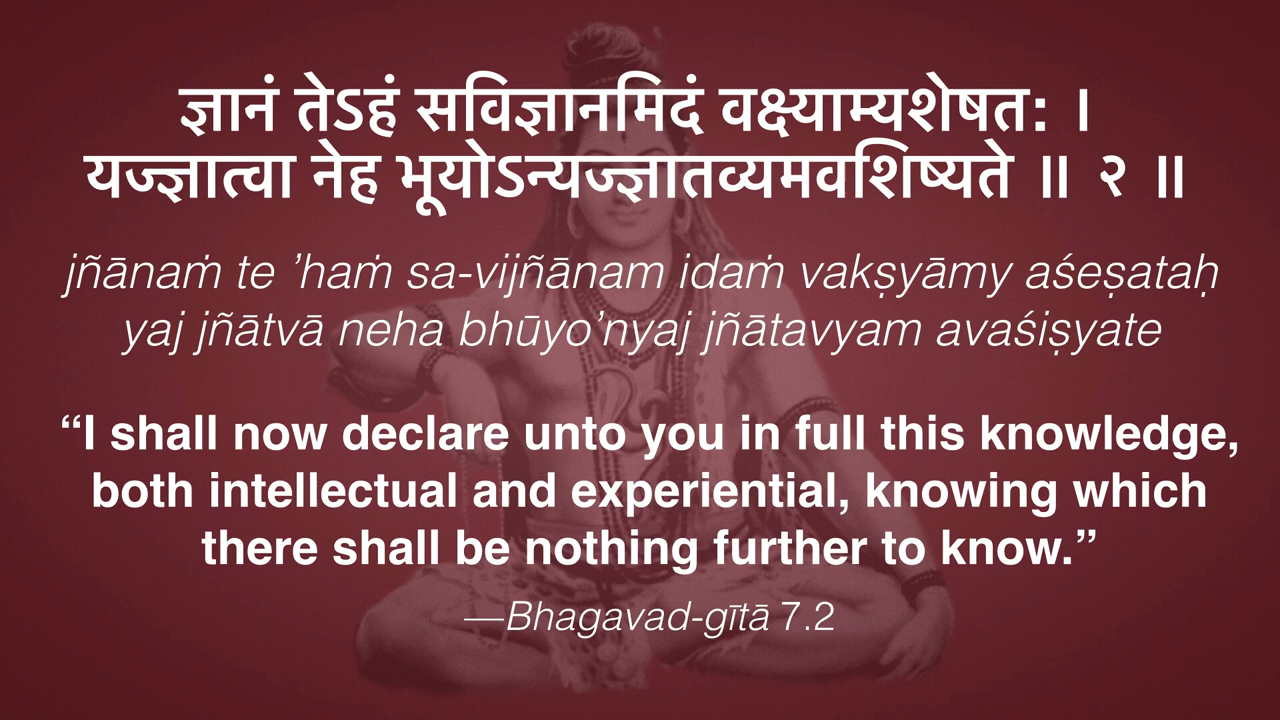 ज्ञानं तेऽहं सविज्ञानमिदं वक्ष्याम्यशेषतः ।
यज्ज्ञात्वा नेह भूयोऽन्यज्ज्ञातव्यमवशिष्यते ॥ २ ॥
jñānaṁ te ’haṁ sa-vijñānam idaṁ vakṣyāmy aśeṣataḥ
yaj jñātvā neha bhūyo’nyaj jñātavyam avaśiṣyate
“I shall now declare unto you in full this knowledge,
both intellectual and experiential, knowing which
there shall be nothing further to know.”
—Bhagavad-gītā 7.2